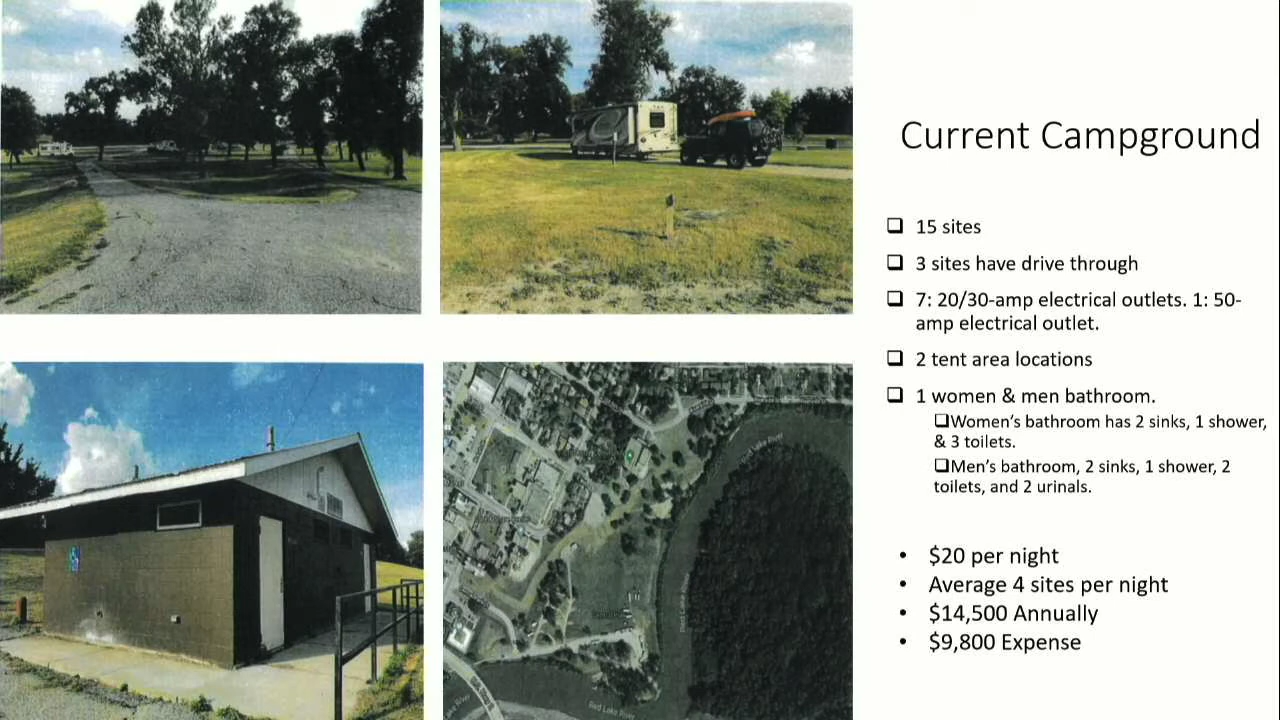 Current Campground
15 sites
3 sites have drive through
7: 20/30-amp electrical outlets. 1: 50-
amp electrical outlet.
2 tent area locations
1 women & men bathroom.
Women's bathroom has 2 sinks, 1 shower,
& 3 toilets.
Men's bathroom, 2 sinks, 1 shower, 2
toilets, and 2 urinals.
• $20 per night
• Average 4 sites per night
• $14,500 Annually
• $9,800 Expense
Red Lake River